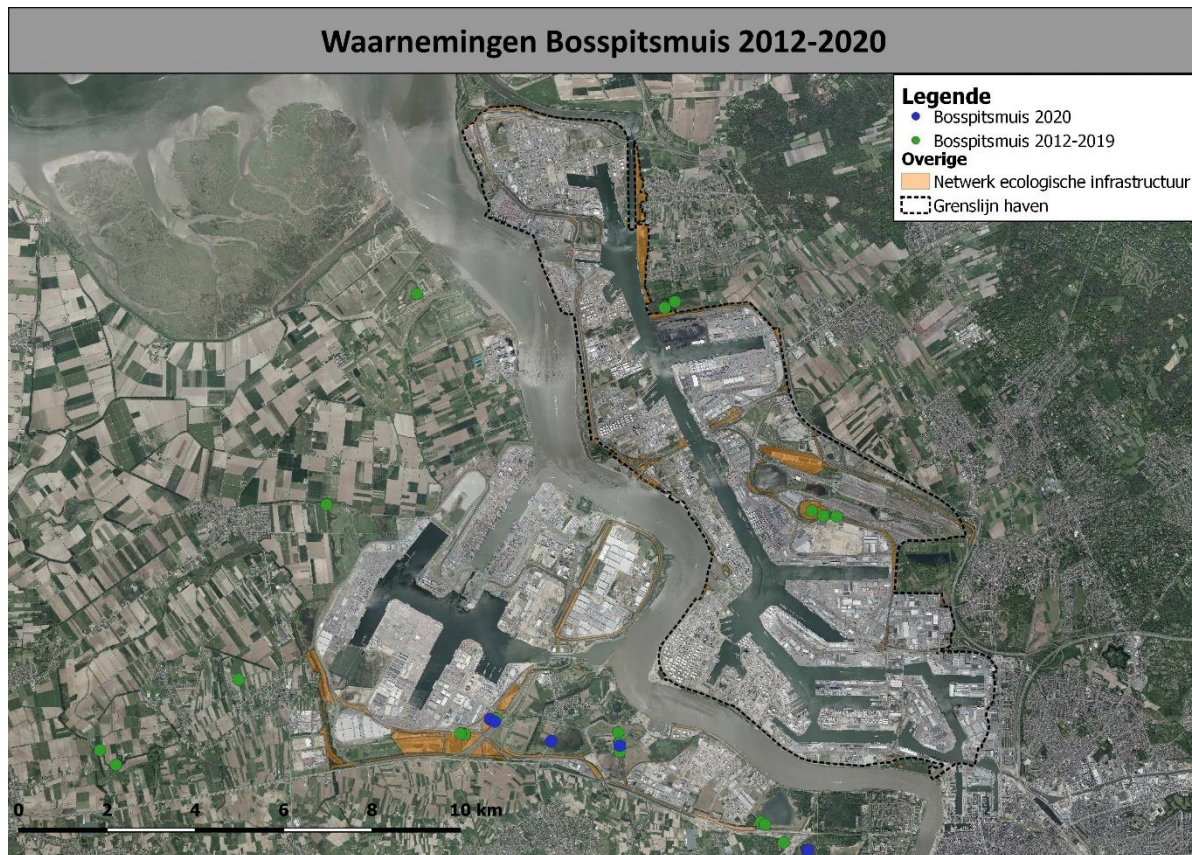 Waarnemingen Bosspitsmuis 2012-2020
Legende
Bosspitsmuis 2020
Bosspitsmuis 2012-2019
Overige
Netwerk ecologische infrastructuur
Grenslijn haven
0 2 4 6 8 10 km